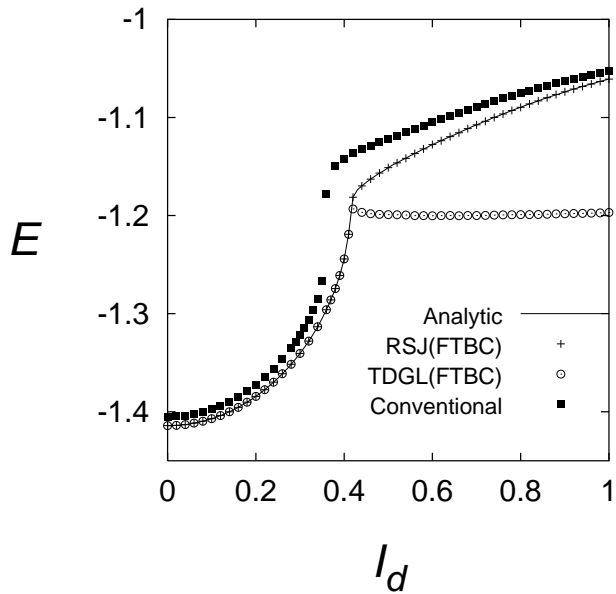 -1
-1.1
-1.2
-1.3
-1.4
E
Analytic
RSJ(FTBC)
TDGL(FTBC)
Conventional
0 0.2 0.4 0.6 0.8 1
I_d